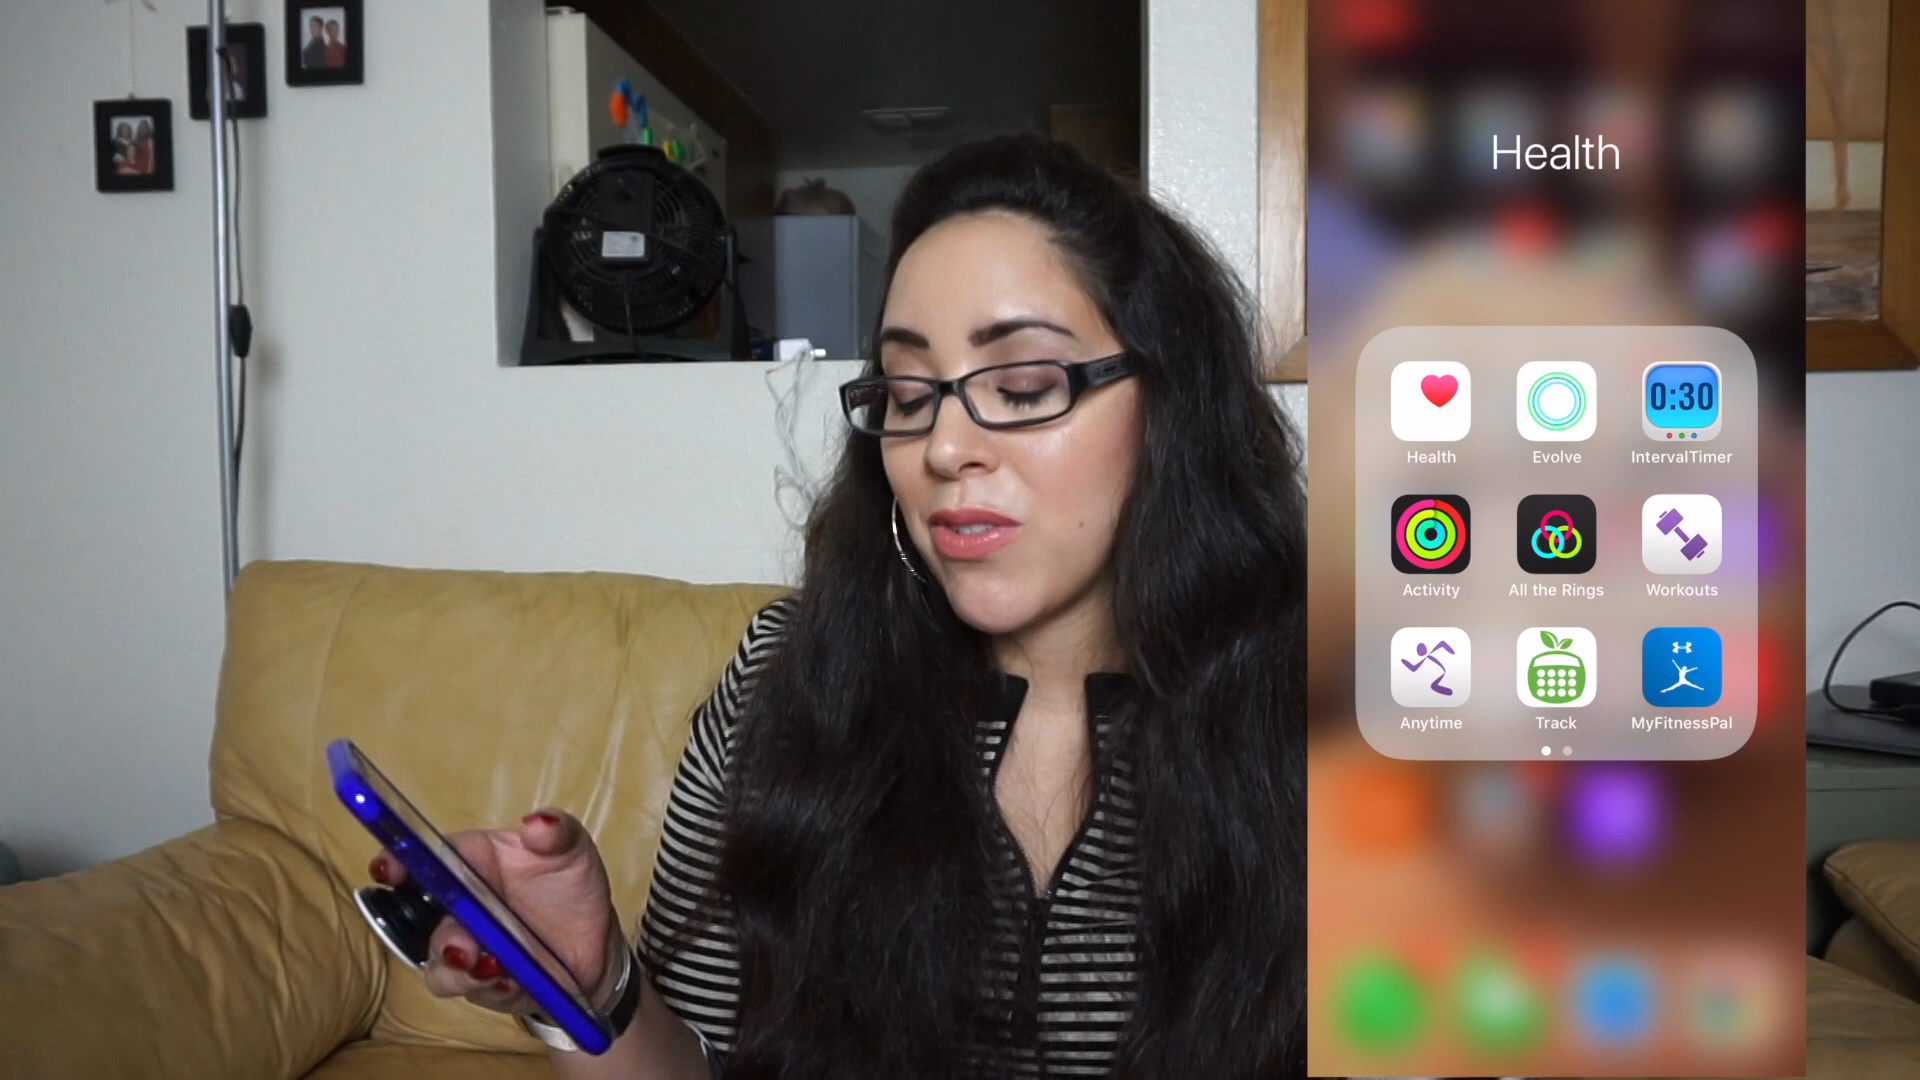 Health
0:30
Health
Evolve
IntervalTimer
Activity
All the Rings
Workouts
Anytime
Track
MyFitnessPal